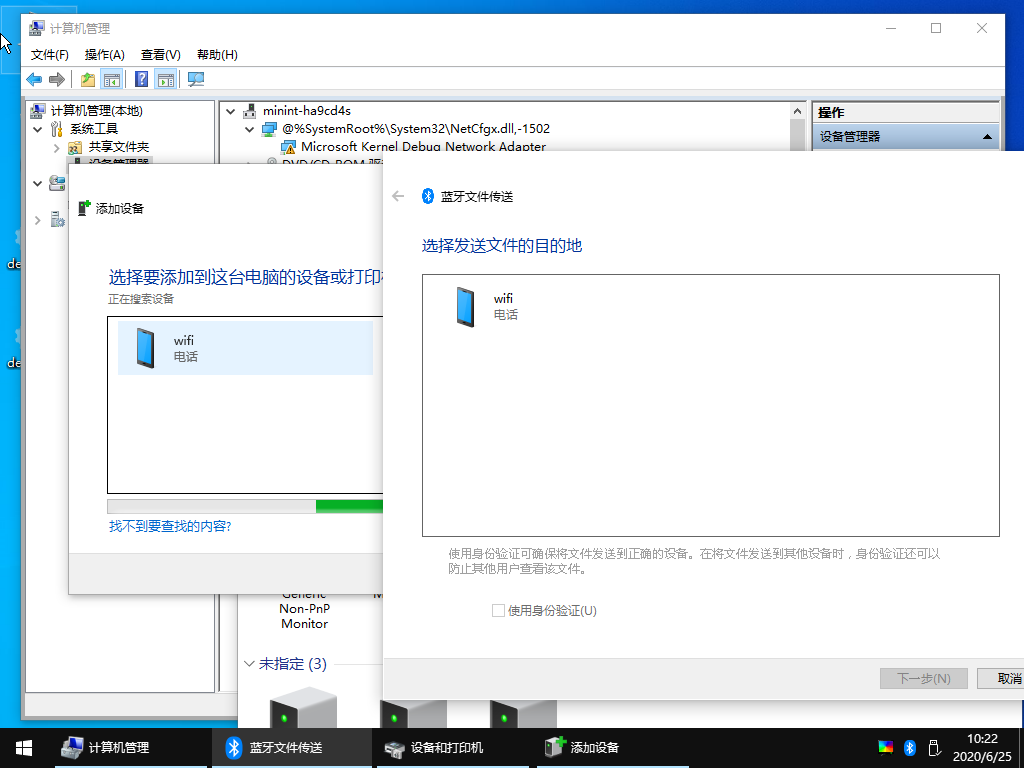 计算机管理
文件(F) 操作(A) 查看(V) 帮助(H)
计算机管理(本地)
系统工具
共享文件夹
设备管理器
minint-ha9cd4s
@%SystemRoot%\System32\NetCfgx.dll,-1502
Microsoft Kernel Debug Network Adapter
DVD/CD-ROM 驱
操作
设备管理器
de
de
添加设备
选择要添加到这台电脑的设备或打印
正在搜索设备
wifi
电话
找不到要查找的内容?
蓝牙文件传送
选择发送文件的目的地
wifi
电话
使用身份验证可确保将文件发送到正确的设备。在将文件发送到其他设备时，身份验证还可以
防止其他用户查看该文件。
使用身份验证(U)
下一步(N)
取消
Generic
Non-PnP
Monitor
M
未指定 (3)
计算机管理
蓝牙文件传送
设备和打印机
添加设备
10:22
2020/6/25